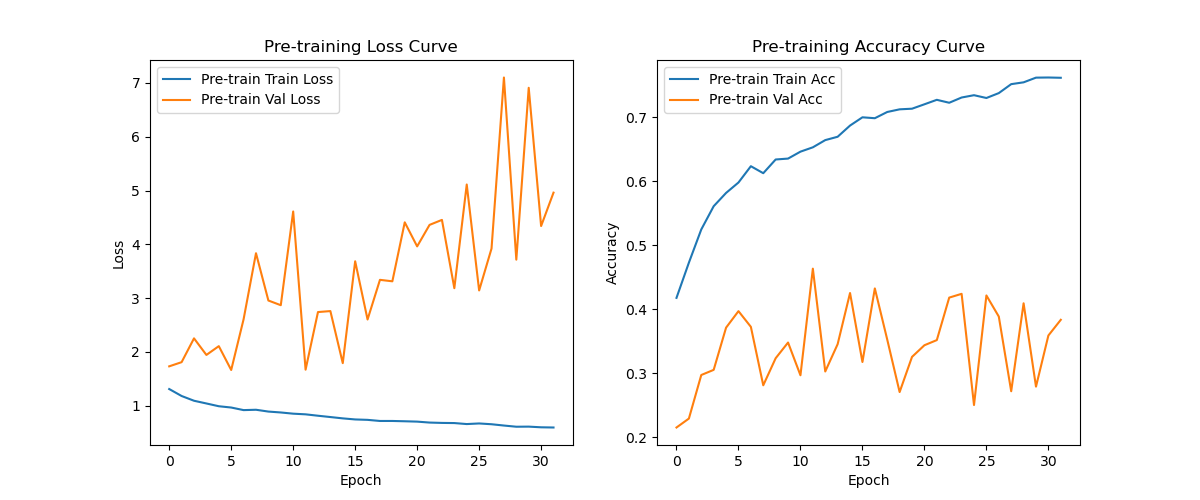 Pre-training Loss Curve
Pre-train Train Loss
Pre-train Val Loss
7
6
5
4
3
2
1
Loss
0 5 10 15 20 25 30
Epoch
Pre-training Accuracy Curve
Pre-train Train Acc
Pre-train Val Acc
0.7
0.6
0.5
0.4
0.3
0.2
Accuracy
0 5 10 15 20 25 30
Epoch